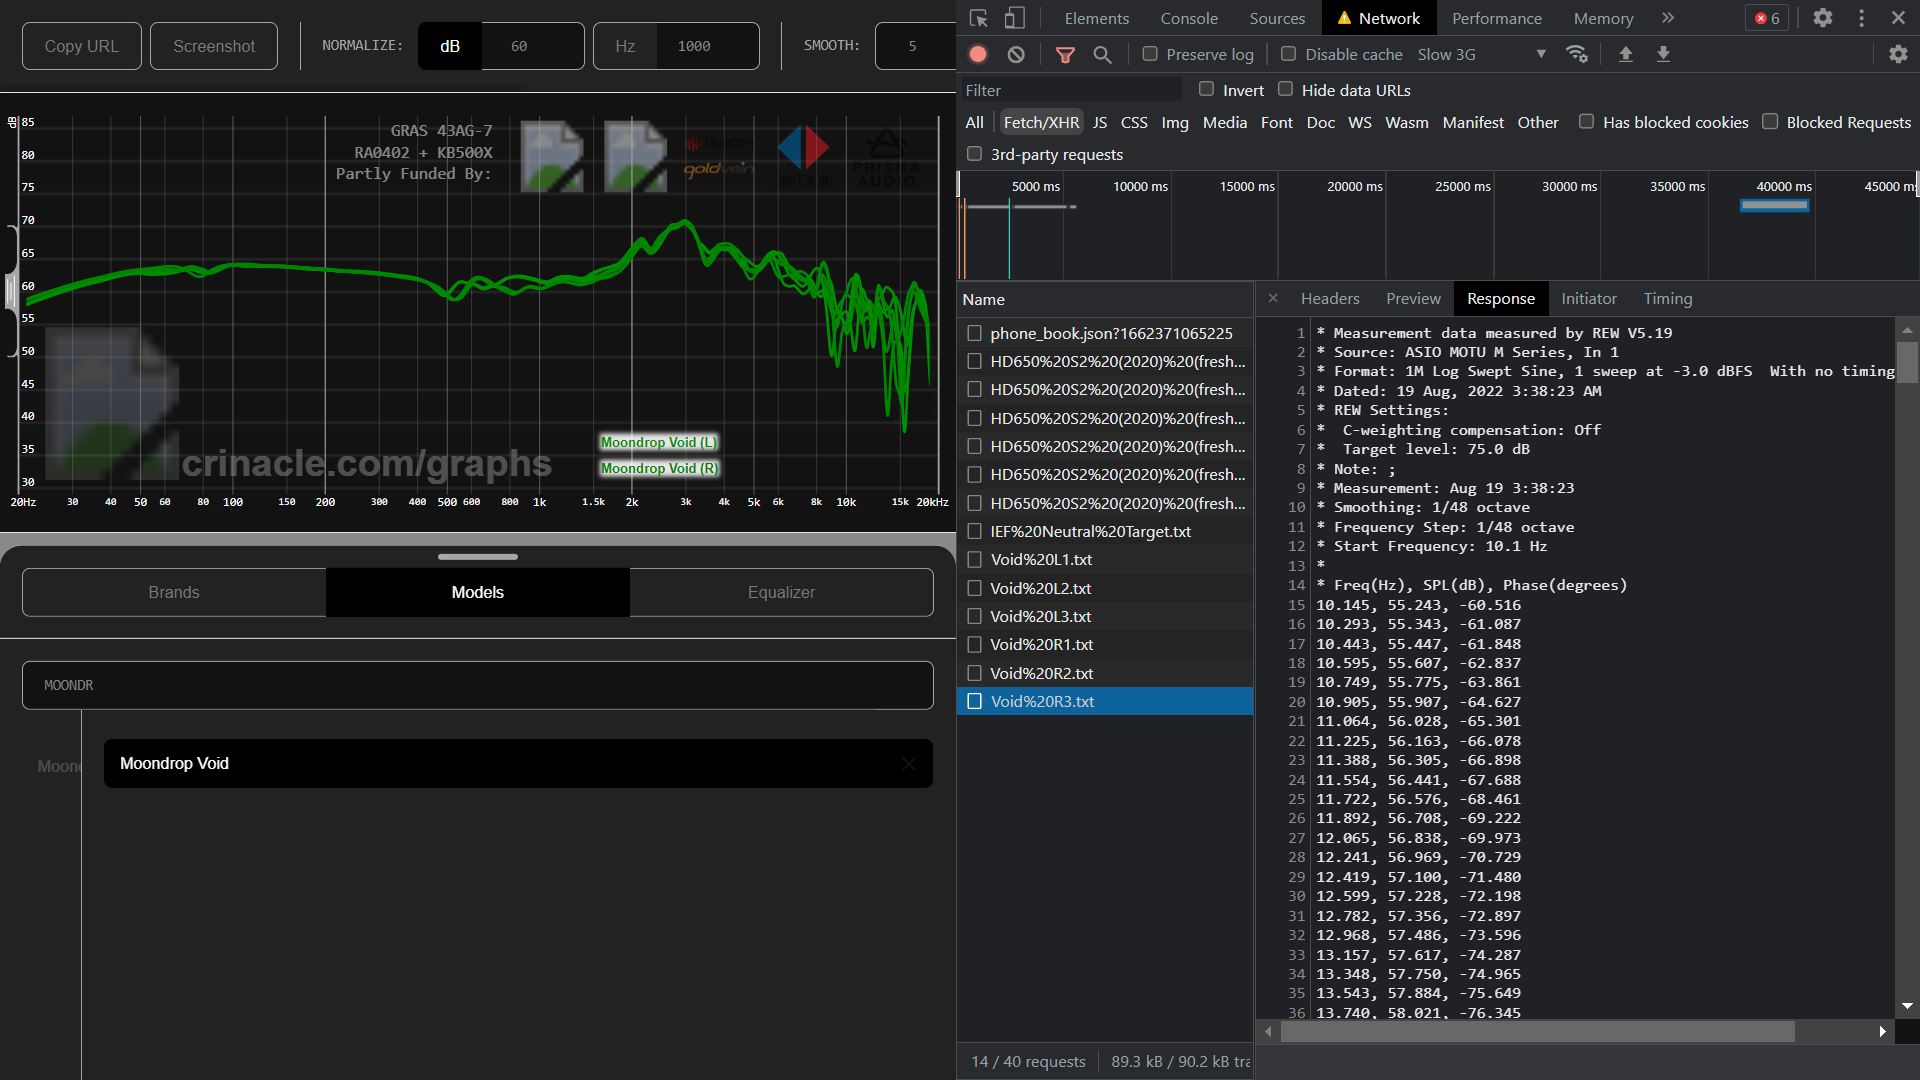 Copy URL
Screenshot
NORMALIZE:
dB
60
Hz
1000
SMOOTH:
5
dB
85
80
75
70
65
60
55
50
45
40
35
30
GRAS 43AG-7
RA0402 + KB500X
Partly Funded By:
goldvein
PRISMA
AUDIO
Moondrop Void (L)
Moondrop Void (R)
crinacle.com/graphs
20Hz 30 40 50 60 80 100 150 200 300 400 500 600 800 1k 1.5k 2k 3k 4k 5k 6k 8k 10k 15k 20kHz
Brands
Models
Equalizer
MOONDR
Moond
Moondrop Void
Elements Console Sources Network Performance Memory 6
Preserve log Disable cache Slow 3G
Filter Invert Hide data URLs
All Fetch/XHR JS CSS Img Media Font Doc WS Wasm Manifest Other Has blocked cookies Blocked Requests
3rd-party requests
5000 ms 10000 ms 15000 ms 20000 ms 25000 ms 30000 ms 35000 ms 40000 ms 45000 ms
Name
phone_book.json?1662371065225
HD650%20S2%20(2020)%20(fresh...
HD650%20S2%20(2020)%20(fresh...
HD650%20S2%20(2020)%20(fresh...
HD650%20S2%20(2020)%20(fresh...
HD650%20S2%20(2020)%20(fresh...
HD650%20S2%20(2020)%20(fresh...
IEF%20Neutral%20Target.txt
Void%20L1.txt
Void%20L2.txt
Void%20L3.txt
Void%20R1.txt
Void%20R2.txt
Void%20R3.txt
14 / 40 requests 89.3 kB / 90.2 kB tra
Headers Preview Response Initiator Timing
1 * Measurement data measured by REW V5.19
2 * Source: ASIO MOTU M Series, In 1
3 * Format: 1M Log Swept Sine, 1 sweep at -3.0 dBFS With no timing
4 * Dated: 19 Aug, 2022 3:38:23 AM
5 * REW Settings:
6 * C-weighting compensation: Off
7 * Target level: 75.0 dB
8 * Note: ;
9 * Measurement: Aug 19 3:38:23
10 * Smoothing: 1/48 octave
11 * Frequency Step: 1/48 octave
12 * Start Frequency: 10.1 Hz
13 *
14 * Freq(Hz), SPL(dB), Phase(degrees)
15 10.145, 55.243, -60.516
16 10.293, 55.343, -61.087
17 10.443, 55.447, -61.848
18 10.595, 55.607, -62.837
19 10.749, 55.775, -63.861
20 10.905, 55.907, -64.627
21 11.064, 56.028, -65.301
22 11.225, 56.163, -66.078
23 11.388, 56.305, -66.898
24 11.554, 56.441, -67.688
25 11.722, 56.576, -68.461
26 11.892, 56.708, -69.222
27 12.065, 56.838, -69.973
28 12.241, 56.969, -70.729
29 12.419, 57.100, -71.480
30 12.599, 57.228, -72.198
31 12.782, 57.356, -72.897
32 12.968, 57.486, -73.596
33 13.157, 57.617, -74.287
34 13.348, 57.750, -74.965
35 13.543, 57.884, -75.649
36 13.740, 58.021, -76.345